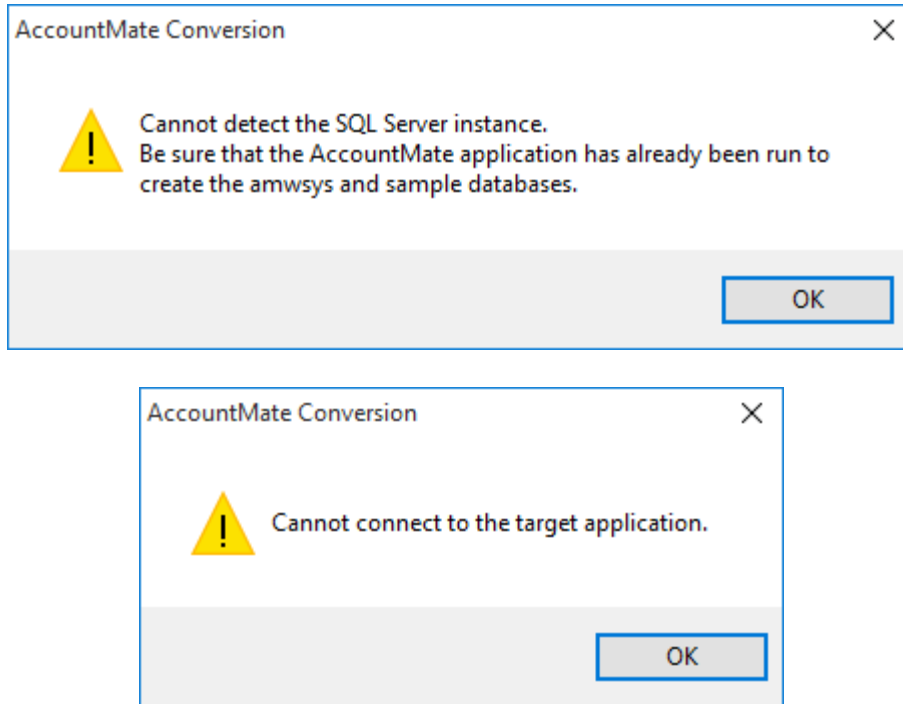 AccountMate Conversion
Cannot detect the SQL Server instance.
Be sure that the AccountMate application has already been run to
create the amwsys and sample databases.
OK
AccountMate Conversion
Cannot connect to the target application.
OK